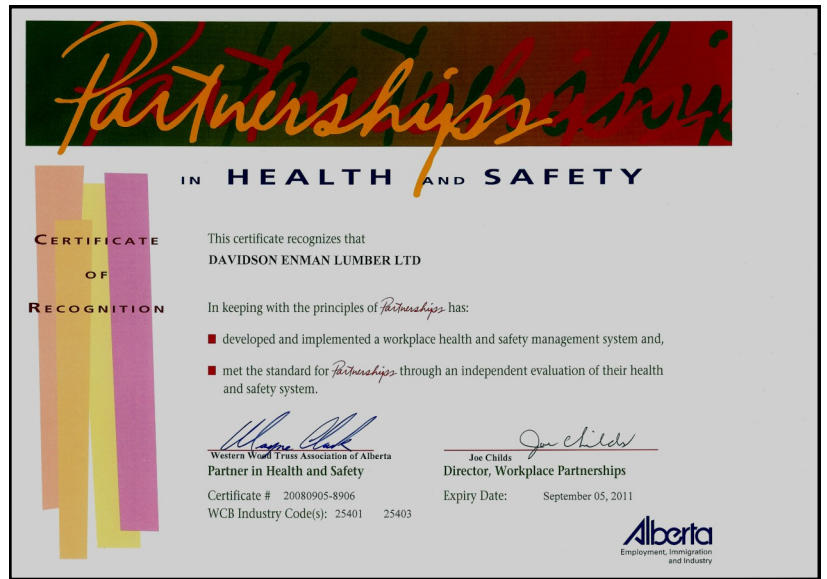 Partnerships
IN HEALTH AND SAFETY
CERTIFICATE
OF
RECOGNITION
This certificate recognizes that
DAVIDSON ENMAN LUMBER LTD
In keeping with the principles of Partnerships has:
developed and implemented a workplace health and safety management system and,
met the standard for Partnerships through an independent evaluation of their health
and safety system.
Wayne Clark
Western Wood Truss Association of Alberta
Partner in Health and Safety
Certificate # 20080905-8906
WCB Industry Code(s): 25401 25403
Joe Childs
Joe Childs
Director, Workplace Partnerships
Expiry Date: September 05, 2011
Alberta
Employment, Immigration
and Industry